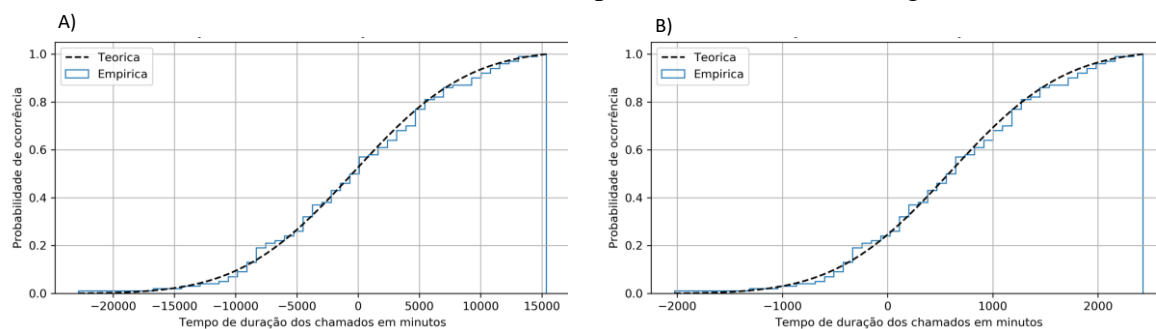 A)
Teorica
Empirica
Probabilidade de ocorrência
1.0
0.8
0.6
0.4
0.2
0.0
−20000 −15000 −10000 −5000 0 5000 10000 15000
Tempo de duração dos chamados em minutos
B)
Teorica
Empirica
Probabilidade de ocorrência
1.0
0.8
0.6
0.4
0.2
0.0
−2000 −1000 0 1000 2000
Tempo de duração dos chamados em minutos